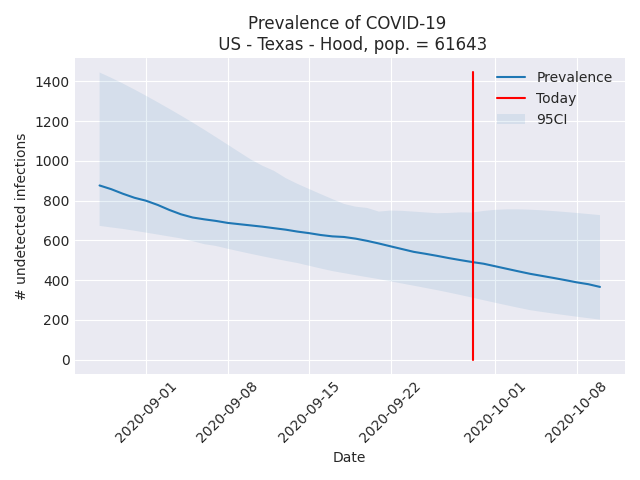 Prevalence of COVID-19
US - Texas - Hood, pop. = 61643
Prevalence
Today
95CI
# undetected infections
1400
1200
1000
800
600
400
200
0
2020-09-01
2020-09-08
2020-09-15
2020-09-22
2020-10-01
2020-10-08
Date